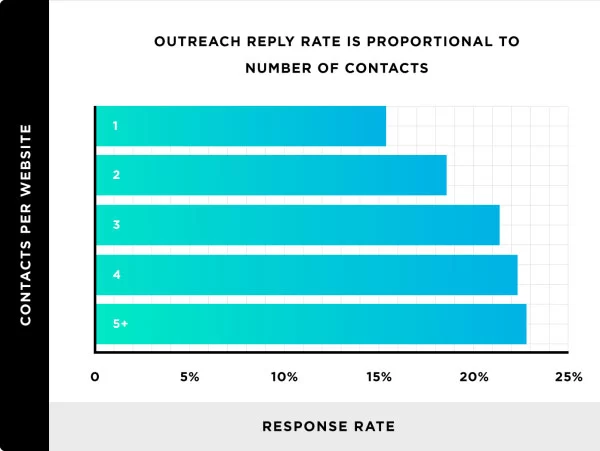 OUTREACH REPLY RATE IS PROPORTIONAL TO
NUMBER OF CONTACTS
CONTACTS PER WEBSITE
1
2
3
4
5+
0 5% 10% 15% 20% 25%
RESPONSE RATE